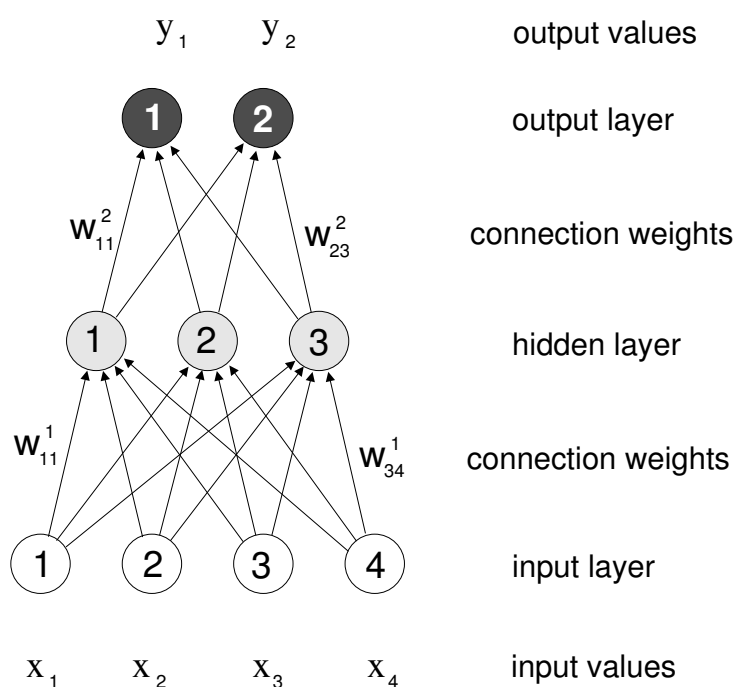 y₁ y₂ output values
1 2 output layer
w²₁₁ w²₂₃ connection weights
1 2 3 hidden layer
w¹₁₁ w¹₃₄ connection weights
1 2 3 4 input layer
x₁ x₂ x₃ x₄ input values